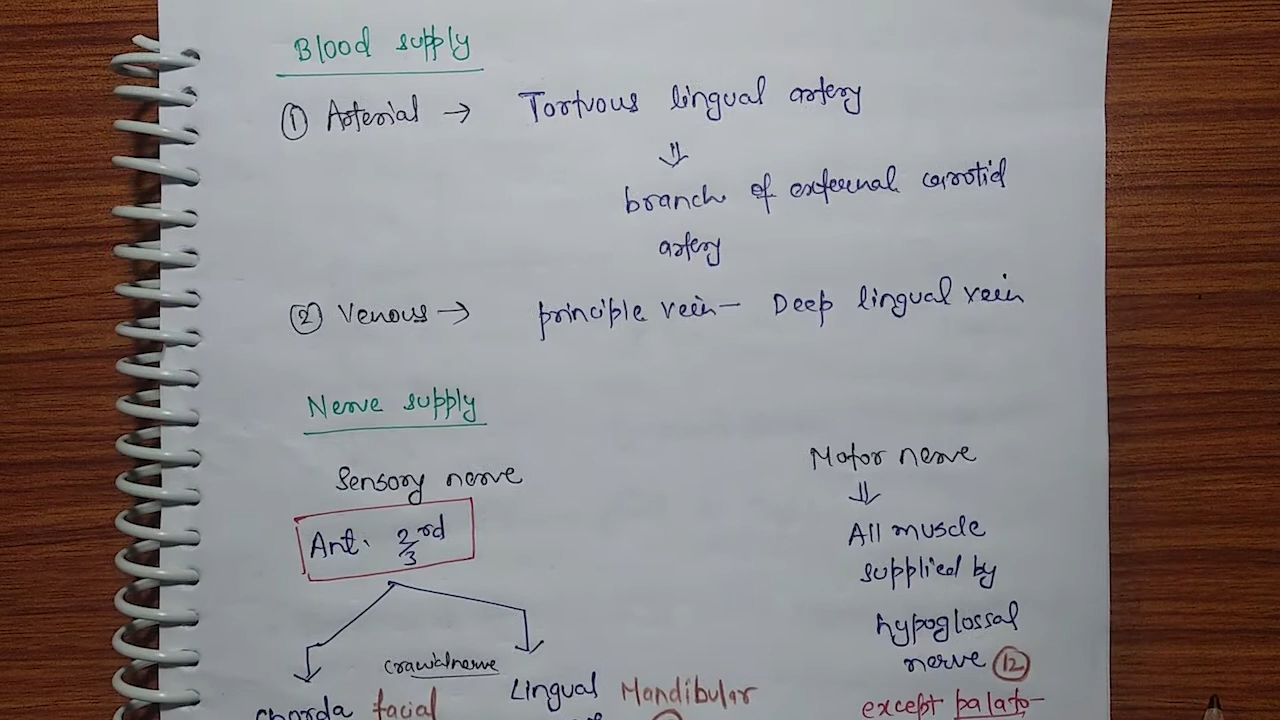 Blood supply
① Arterial → Tortuous lingual artery
⇓
branch of external carotid
artery
② Venous → principle vein - Deep lingual vein
Nerve supply
Sensory nerve
Ant. 2/3rd
Motor nerve
⇓
All muscle
supplied by
hypoglossal
nerve ⑫
except palato-
cranial nerve
chorda facial
Lingual Mandibular